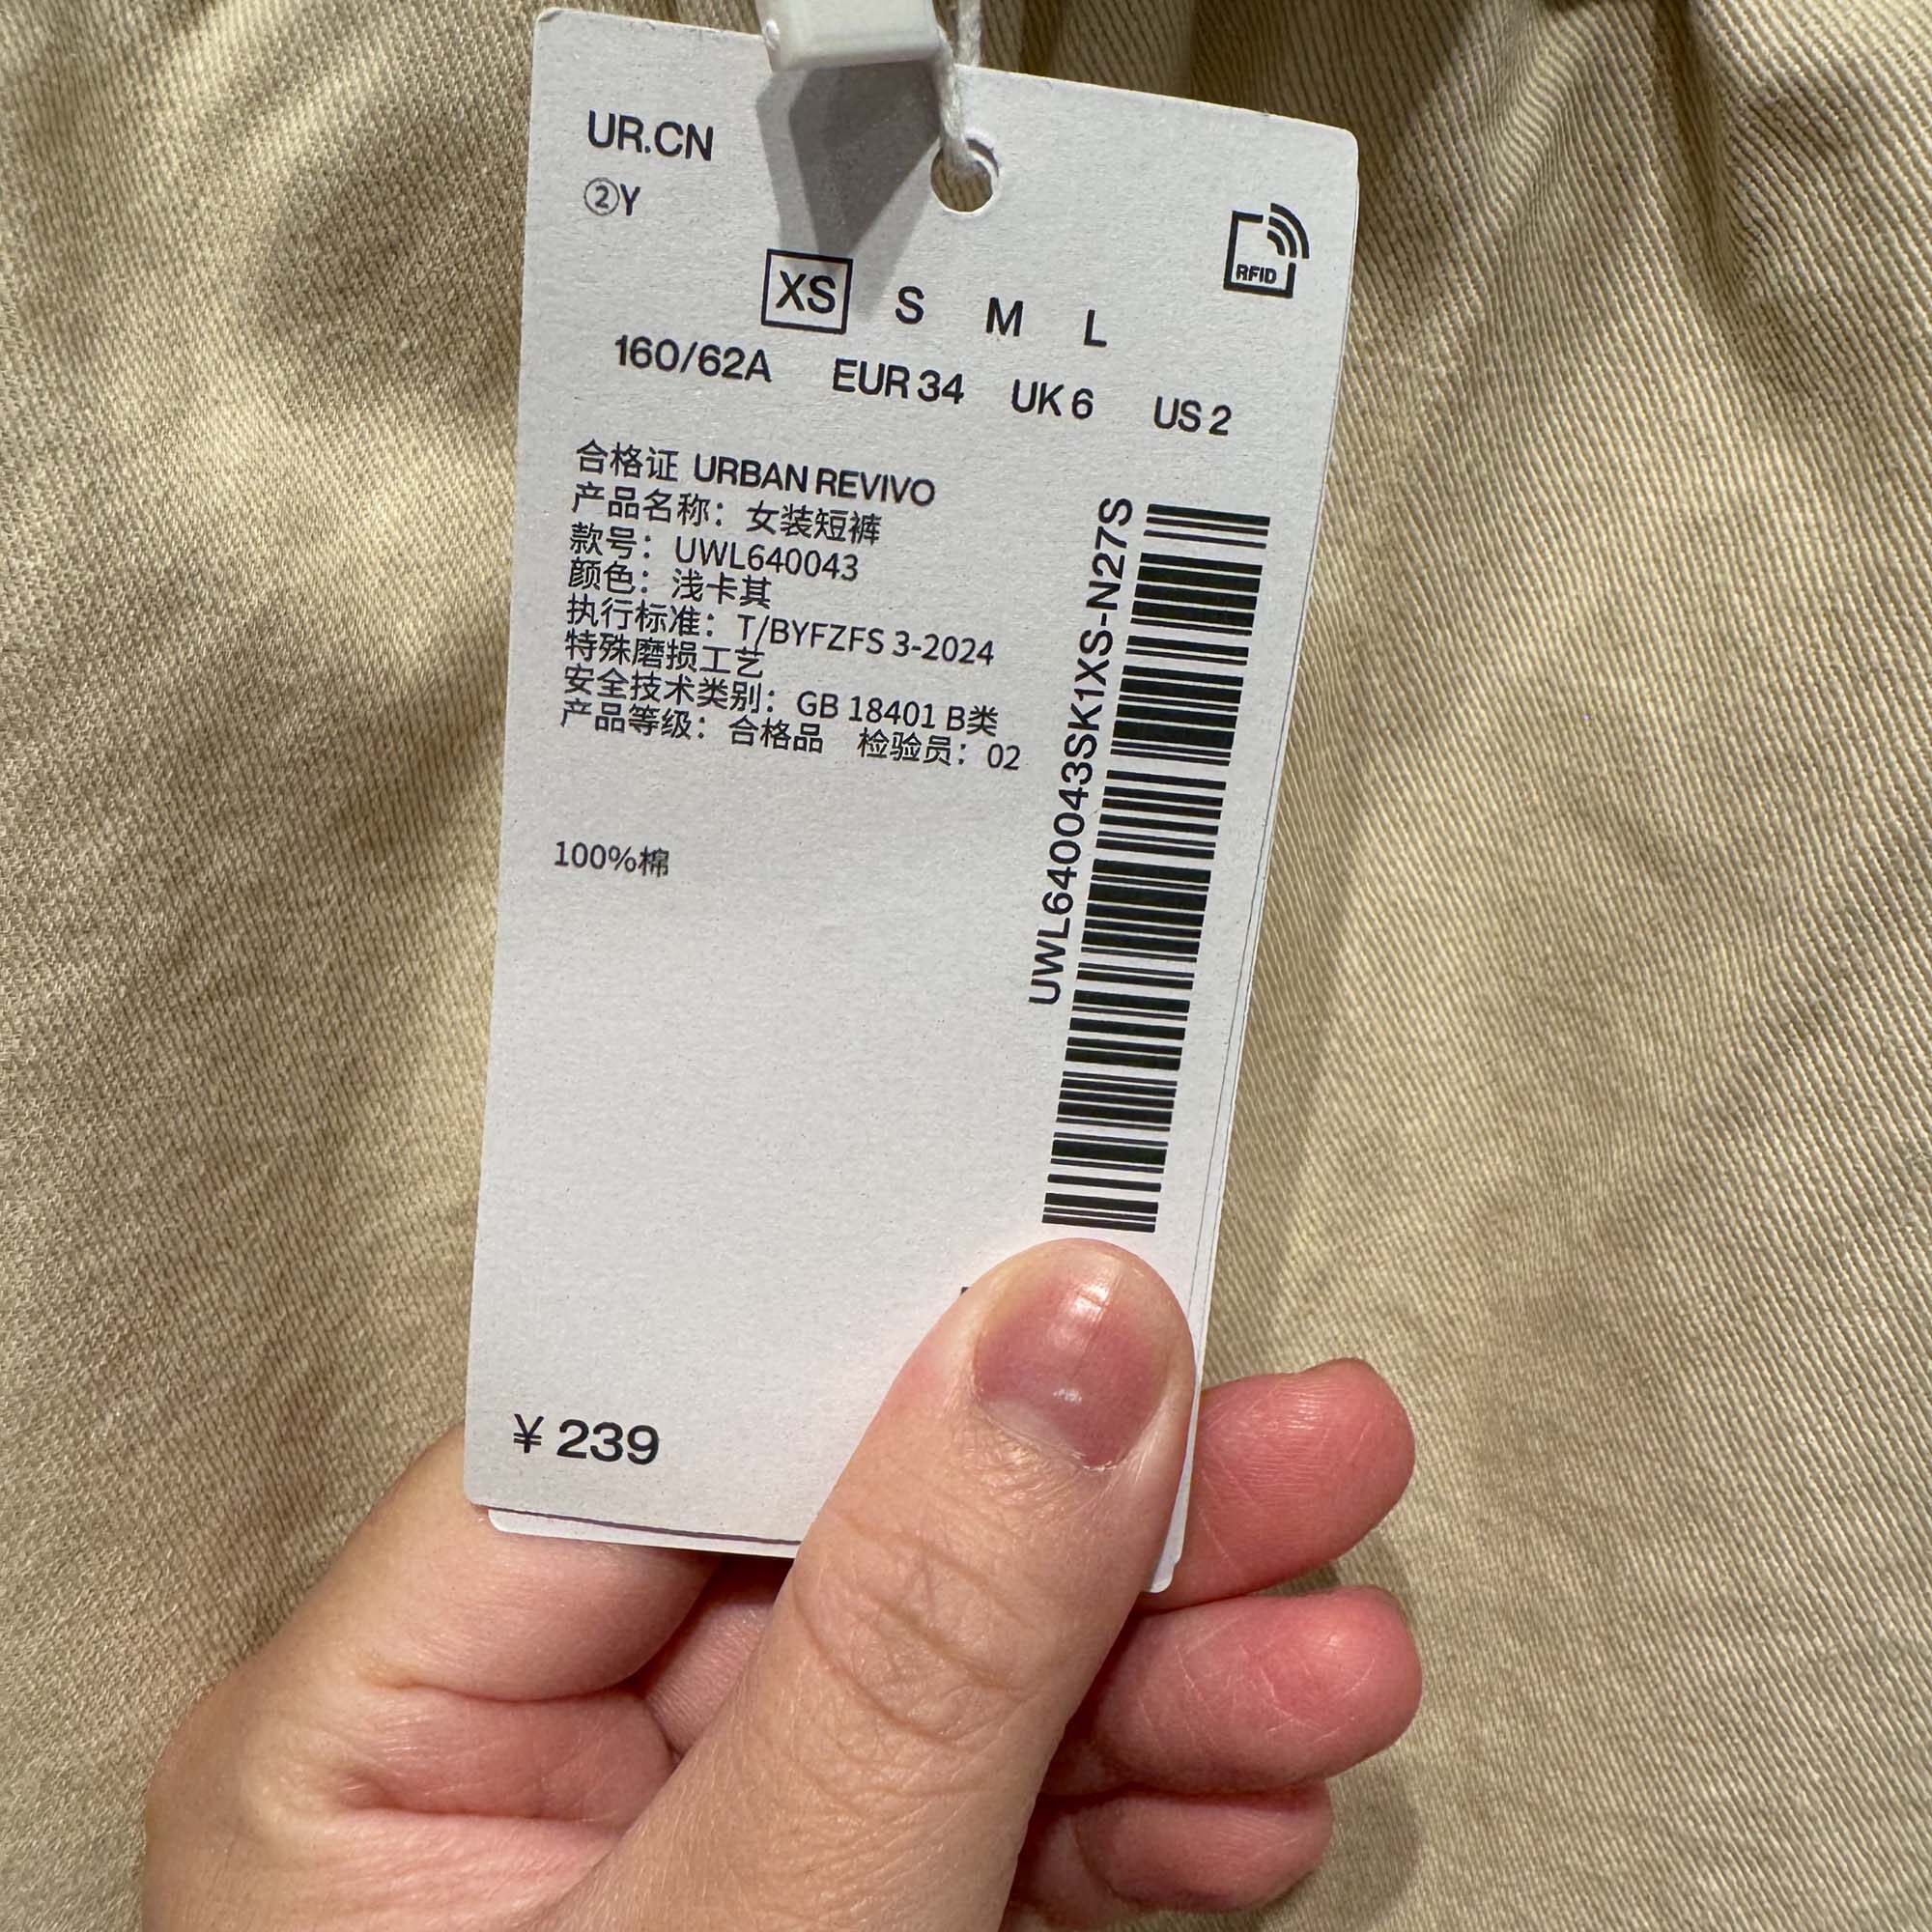 UR.CN
②Y
RFID
XS S M L
160/62A EUR 34 UK 6 US 2
合格证 URBAN REVIVO
产品名称：女装短裤
款号：UWL640043
颜色：浅卡其
执行标准：T/BYFZFS 3-2024
特殊磨损工艺
安全技术类别：GB 18401 B类
产品等级：合格品 检验员：02
100%棉
UWL640043SK1XS-N27S
¥ 239